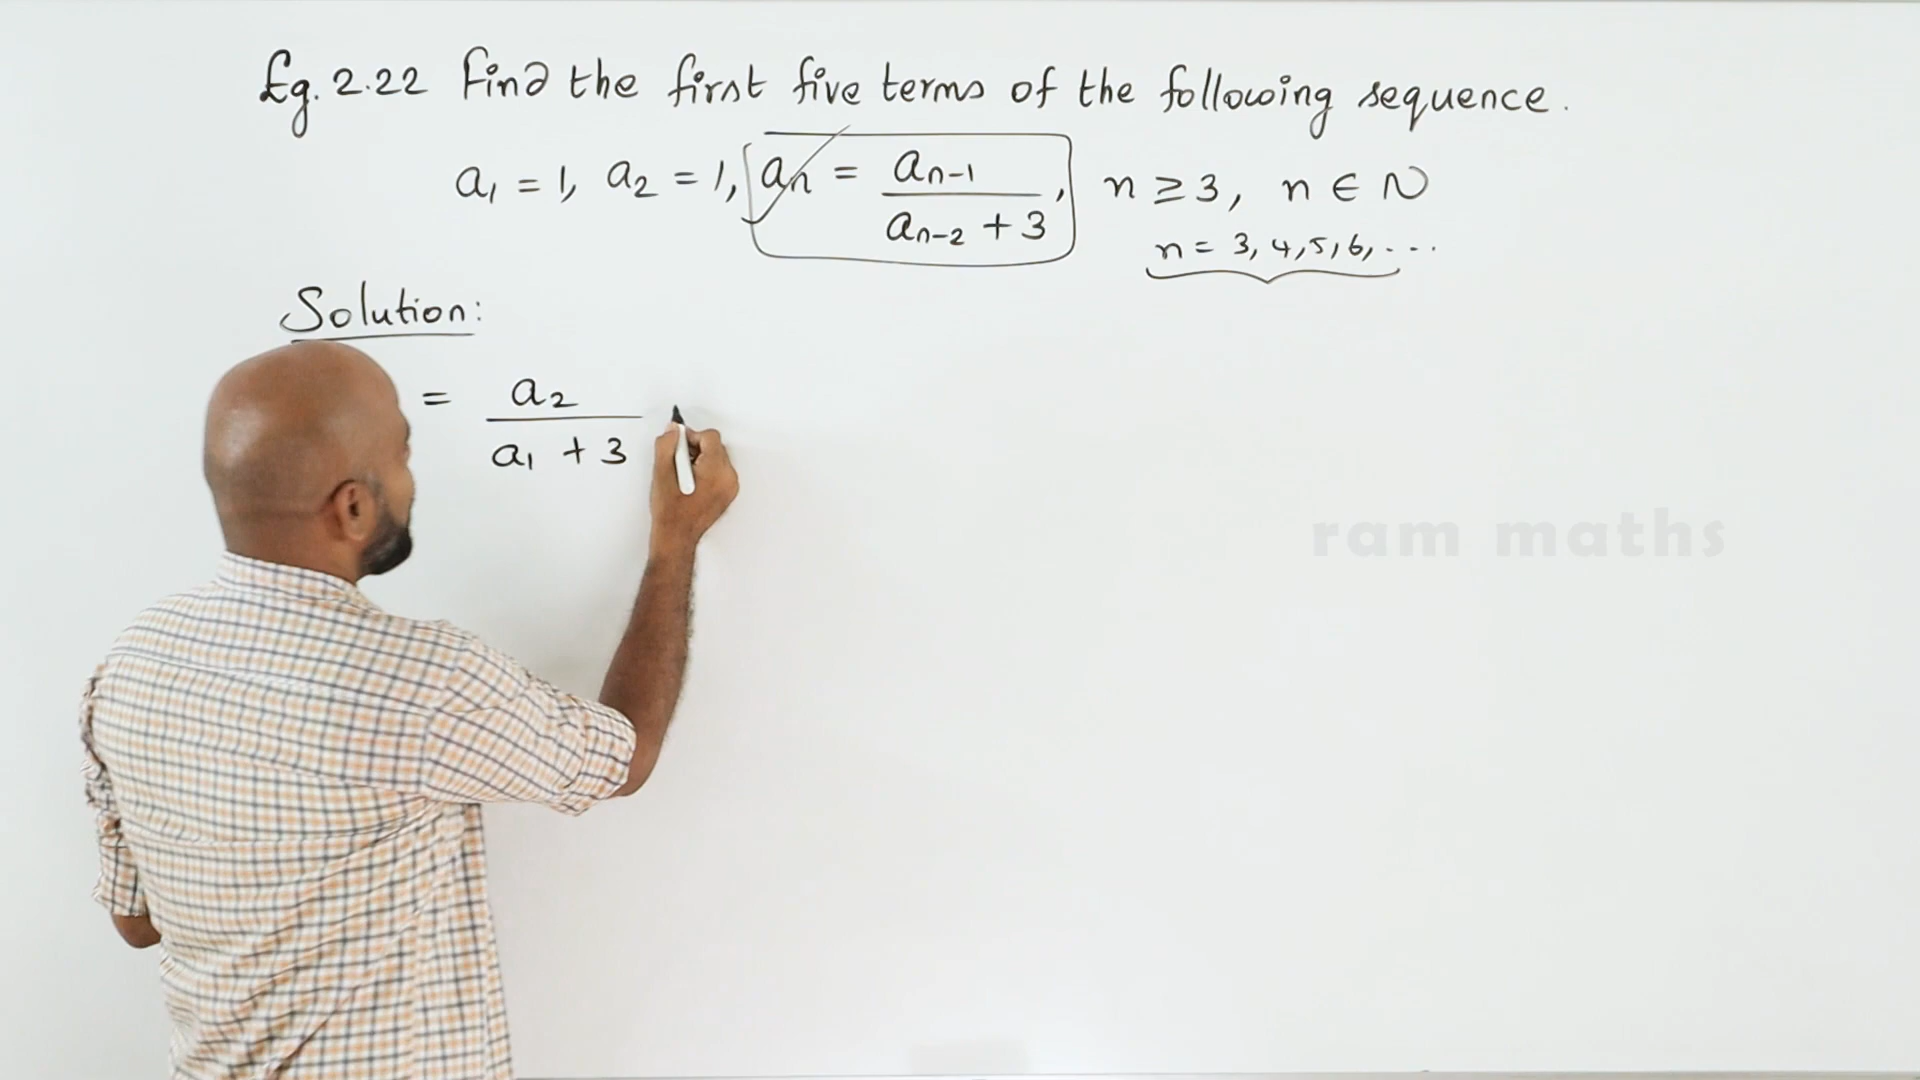 Eg. 2.22 Find the first five terms of the following sequence.
a₁ = 1, a₂ = 1, aₙ = aₙ₋₁ / (aₙ₋₂ + 3), n ≥ 3, n ∈ N
n = 3, 4, 5, 6, ....
Solution:
= a₂ / (a₁ + 3)
ram maths